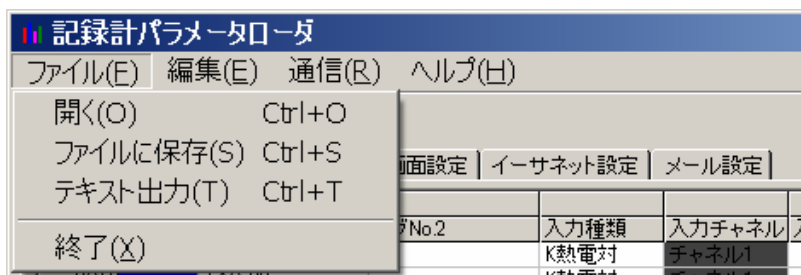 記録計パラメータローダ
ファイル(F) 編集(E) 通信(R) ヘルプ(H)
開く(O) Ctrl+O
ファイルに保存(S) Ctrl+S
テキスト出力(T) Ctrl+T
終了(X)
画面設定 イーサネット設定 メール設定
No.2 入力種類 入力チャネル
K熱電対 チャネル1